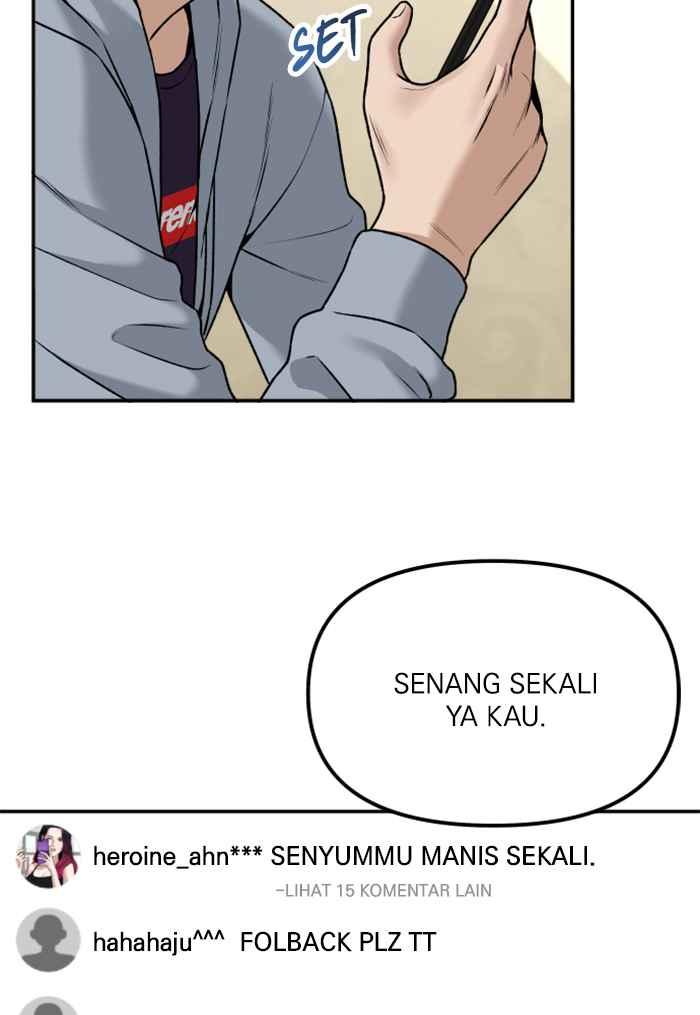 SET
SENANG SEKALI
YA KAU.
heroine_ahn*** SENYUMMU MANIS SEKALI.
–LIHAT 15 KOMENTAR LAIN
hahahaju^^^ FOLBACK PLZ TT